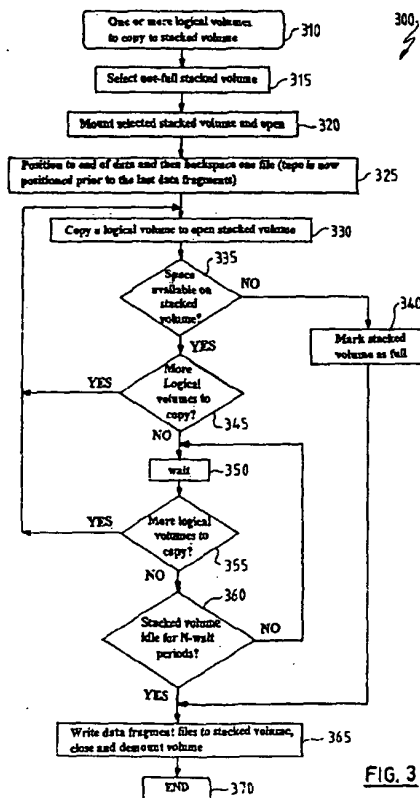 300
One or more logical volumes
to copy to stacked volume
310
Select not-full stacked volume
315
Mount selected stacked volume and open
320
Position to end of data and then backspace one file (tape is now
positioned prior to the last data fragments)
325
Copy a logical volume to open stacked volume
330
335
Space
available on
stacked
volume?
NO
340
Mark stacked
volume as full
YES
More
Logical
volumes to
copy?
YES
345
NO
wait
350
More logical
volumes to
copy?
YES
355
NO
360
Stacked volume
idle for N-wait
periods?
NO
YES
Write data fragment files to stacked volume,
close and demount volume
365
END
370
FIG. 3